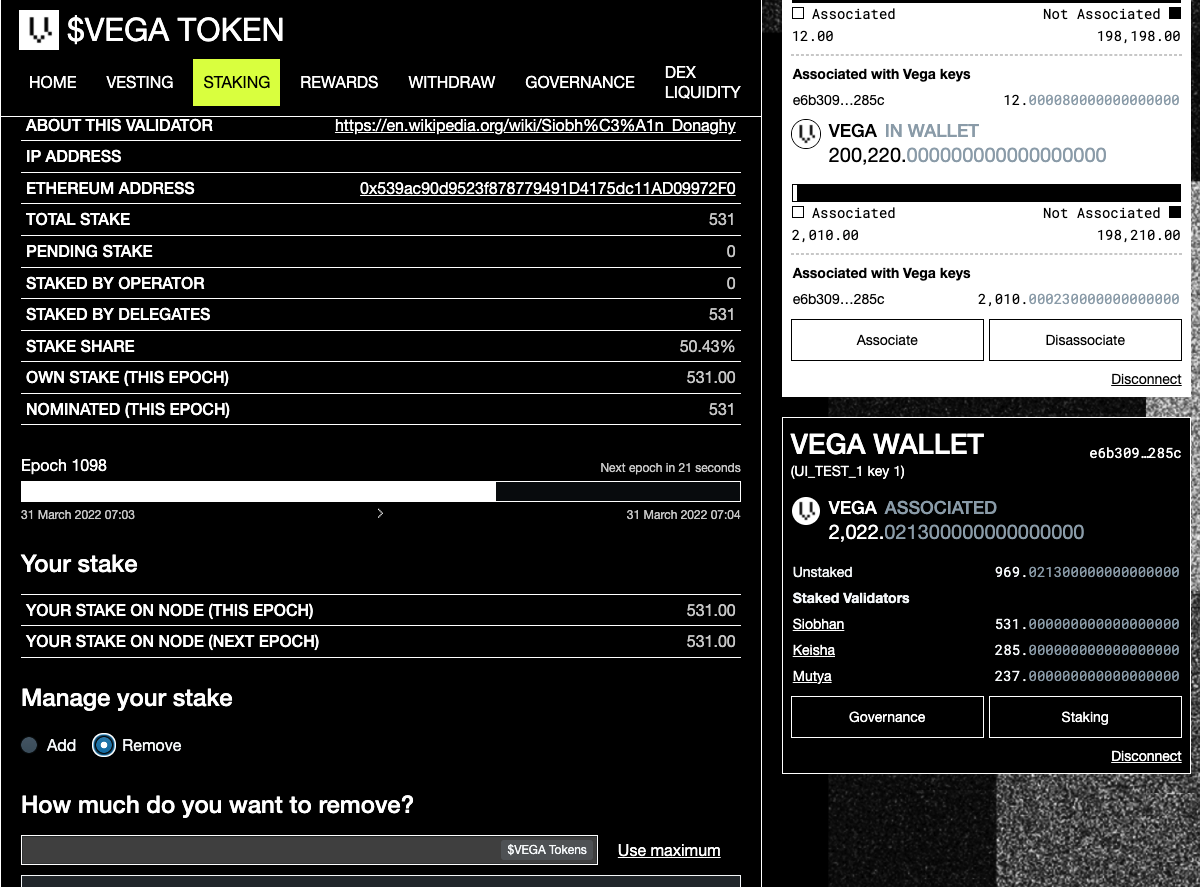 $VEGA TOKEN
HOME VESTING STAKING REWARDS WITHDRAW GOVERNANCE DEX LIQUIDITY
ABOUT THIS VALIDATOR https://en.wikipedia.org/wiki/Siobh%C3%A1n_Donaghy
IP ADDRESS
ETHEREUM ADDRESS 0x539ac90d9523f878779491D4175dc11AD09972F0
TOTAL STAKE 531
PENDING STAKE 0
STAKED BY OPERATOR 0
STAKED BY DELEGATES 531
STAKE SHARE 50.43%
OWN STAKE (THIS EPOCH) 531.00
NOMINATED (THIS EPOCH) 531
Epoch 1098 Next epoch in 21 seconds
31 March 2022 07:03 31 March 2022 07:04
Your stake
YOUR STAKE ON NODE (THIS EPOCH) 531.00
YOUR STAKE ON NODE (NEXT EPOCH) 531.00
Manage your stake
Add Remove
How much do you want to remove?
$VEGA Tokens Use maximum
Associated Not Associated
12.00 198,198.00
Associated with Vega keys
e6b309…285c 12.000080000000000000
VEGA IN WALLET
200,220.000000000000000000
Associated Not Associated
2,010.00 198,210.00
Associated with Vega keys
e6b309…285c 2,010.000230000000000000
Associate Disassociate
Disconnect
VEGA WALLET e6b309…285c
(UI_TEST_1 key 1)
VEGA ASSOCIATED
2,022.021300000000000000
Unstaked 969.021300000000000000
Staked Validators
Siobhan 531.000000000000000000
Keisha 285.000000000000000000
Mutya 237.000000000000000000
Governance Staking
Disconnect